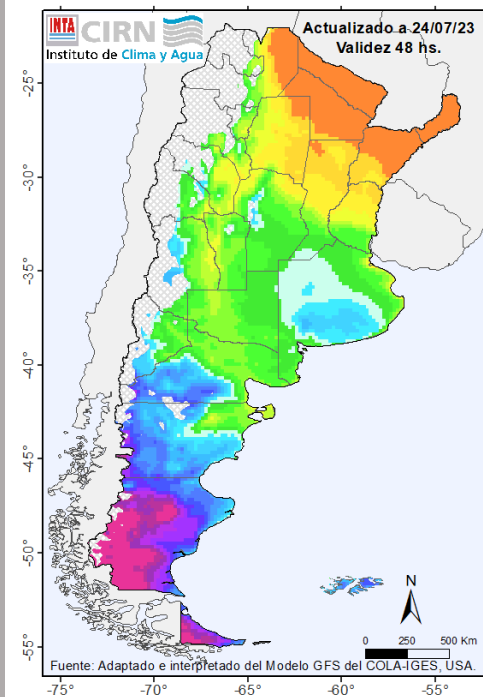 INTA CIRN
Instituto de Clima y Agua
Actualizado a 24/07/23
Validez 48 hs.
-25°
-30°
-35°
-40°
-45°
-50°
-55°
N
0 250 500 Km
Fuente: Adaptado e interpretado del Modelo GFS del COLA-IGES, USA.
-75° -70° -65° -60° -55°